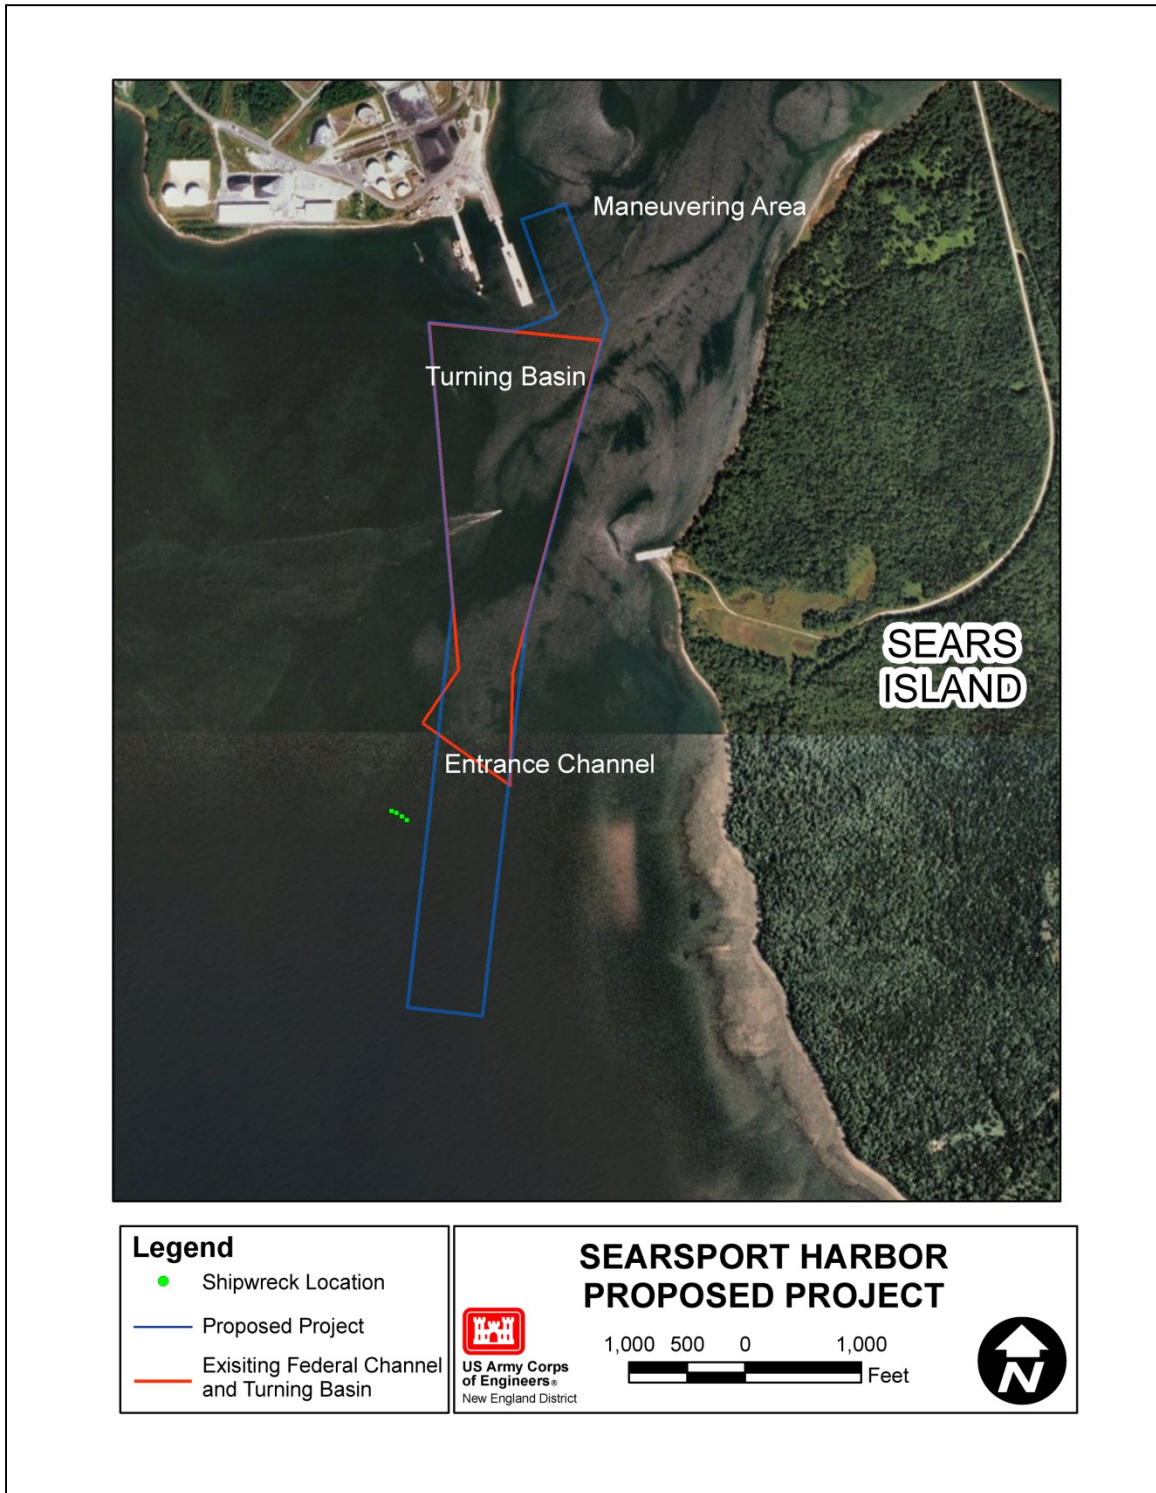 Maneuvering Area
Turning Basin
SEARS
ISLAND
Entrance Channel
Legend
Shipwreck Location
Proposed Project
Exisiting Federal Channel
and Turning Basin
SEARSPORT HARBOR
PROPOSED PROJECT
US Army Corps
of Engineers®
New England District
1,000 500 0 1,000
Feet
N